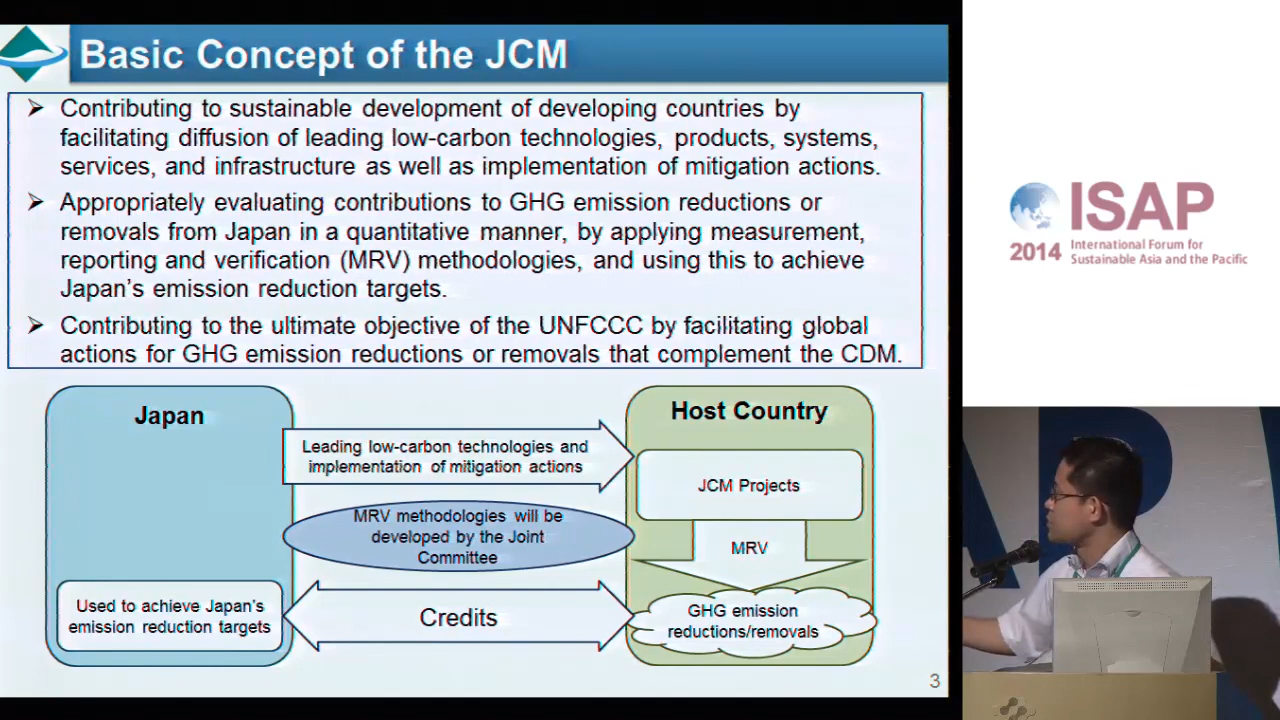 Basic Concept of the JCM
➢ Contributing to sustainable development of developing countries by
facilitating diffusion of leading low-carbon technologies, products, systems,
services, and infrastructure as well as implementation of mitigation actions.
➢ Appropriately evaluating contributions to GHG emission reductions or
removals from Japan in a quantitative manner, by applying measurement,
reporting and verification (MRV) methodologies, and using this to achieve
Japan's emission reduction targets.
➢ Contributing to the ultimate objective of the UNFCCC by facilitating global
actions for GHG emission reductions or removals that complement the CDM.
Japan
Host Country
Leading low-carbon technologies and
implementation of mitigation actions
JCM Projects
MRV methodologies will be
developed by the Joint
Committee
MRV
Used to achieve Japan's
emission reduction targets
Credits
GHG emission
reductions/removals
3
ISAP
2014
International Forum for
Sustainable Asia and the Pacific